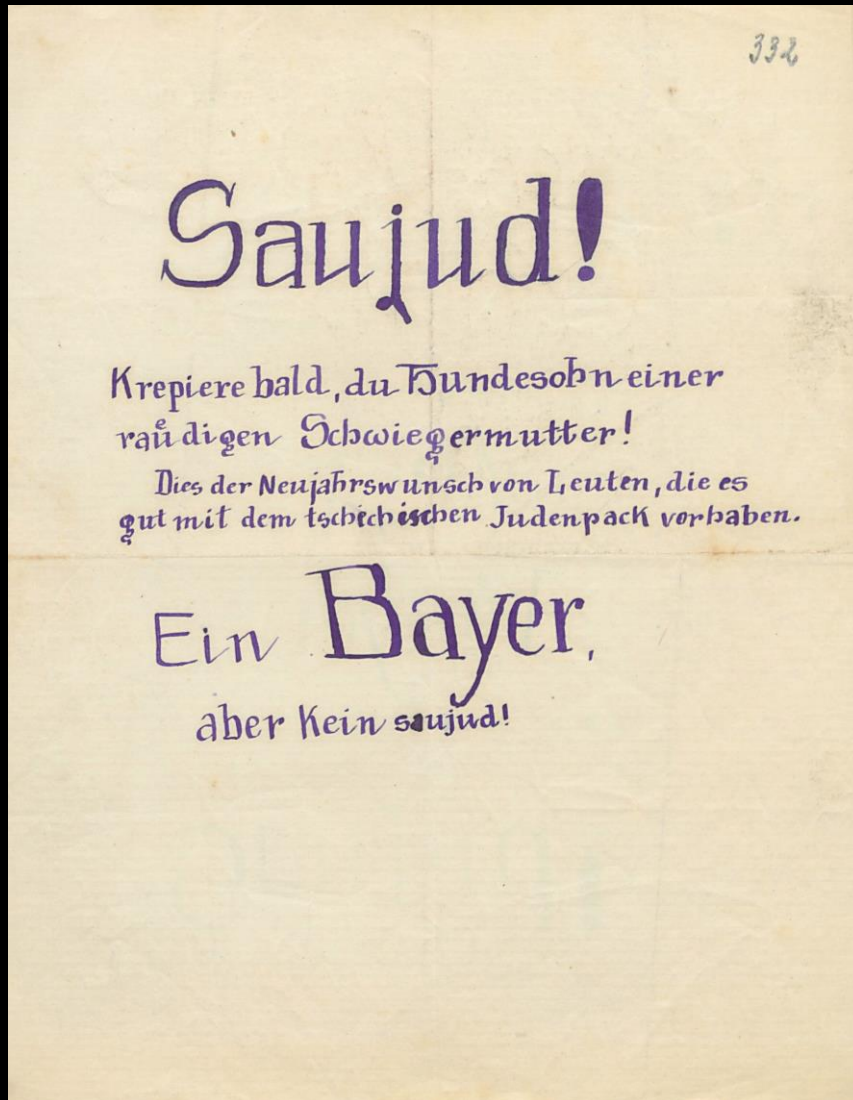 332
Saujud!
Krepiere bald, du Hundesohn einer
raůdigen Schwiegermutter!
Dies der Neujahrswunsch von Leuten, die es
gut mit dem tschechischen Judenpack vorhaben.
Ein Bayer,
aber kein saujud!